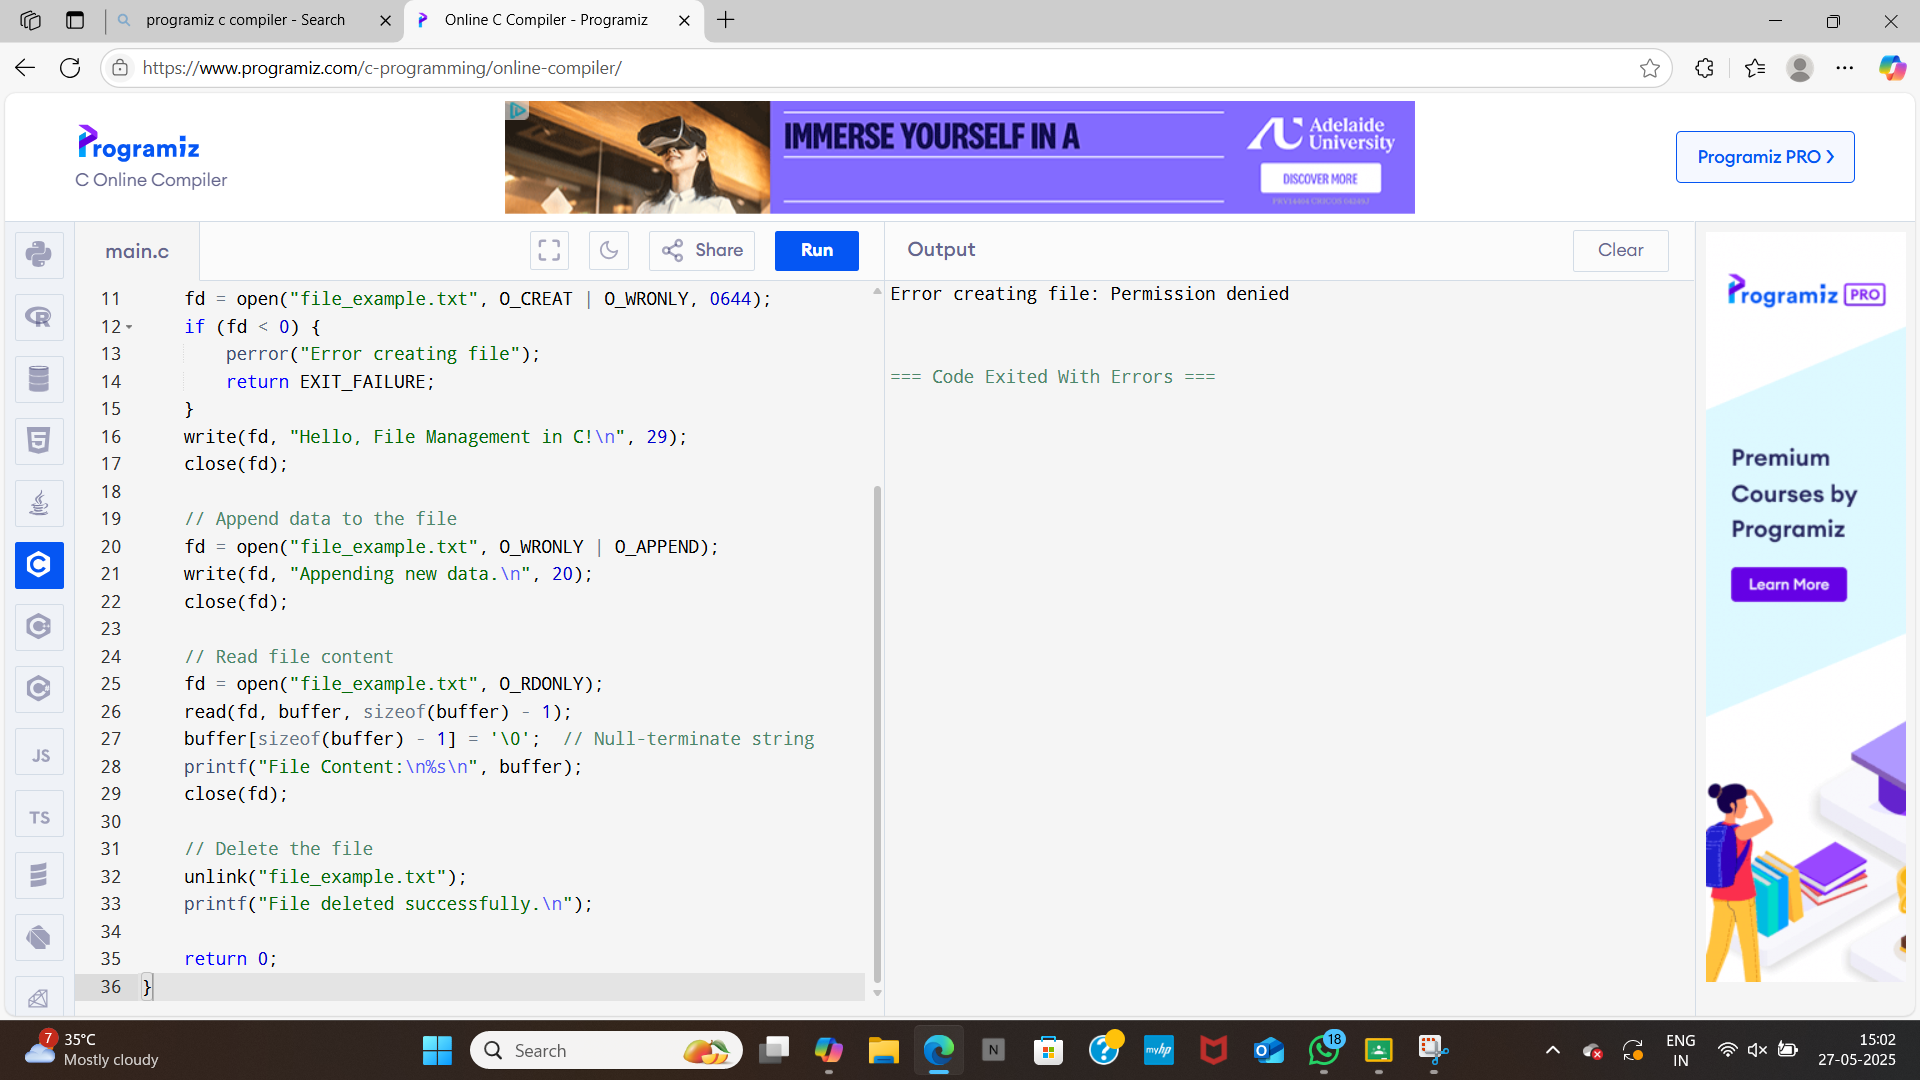 programiz c compiler - Search
Online C Compiler - Programiz
https://www.programiz.com/c-programming/online-compiler/
Programiz
C Online Compiler
IMMERSE YOURSELF IN A
Adelaide
University
DISCOVER MORE
Programiz PRO
main.c
Share
Run
Output
Clear
11 fd = open("file_example.txt", O_CREAT | O_WRONLY, 0644);
12 if (fd < 0) {
13 perror("Error creating file");
14 return EXIT_FAILURE;
15 }
16 write(fd, "Hello, File Management in C!\n", 29);
17 close(fd);
18
19 // Append data to the file
20 fd = open("file_example.txt", O_WRONLY | O_APPEND);
21 write(fd, "Appending new data.\n", 20);
22 close(fd);
23
24 // Read file content
25 fd = open("file_example.txt", O_RDONLY);
26 read(fd, buffer, sizeof(buffer) - 1);
27 buffer[sizeof(buffer) - 1] = '\0';  // Null-terminate string
28 printf("File Content:\n%s\n", buffer);
29 close(fd);
30
31 // Delete the file
32 unlink("file_example.txt");
33 printf("File deleted successfully.\n");
34
35 return 0;
36 }
Error creating file: Permission denied
=== Code Exited With Errors ===
Programiz PRO
Premium
Courses by
Programiz
Learn More
JS
TS
7
35°C
Mostly cloudy
Search
N
myhp
18
ENG
IN
15:02
27-05-2025